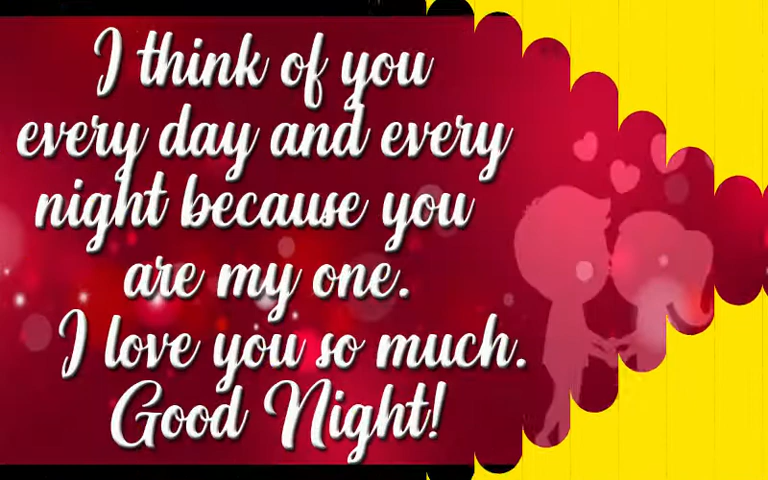 I think of you
every day and every
night because you
are my one.
I love you so much.
Good Night!